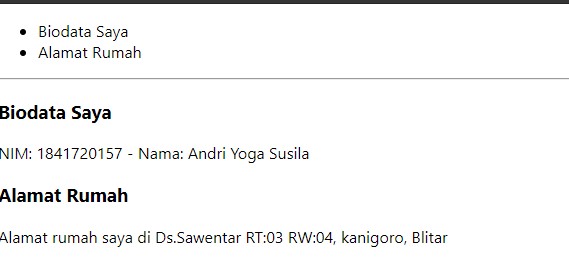 Biodata Saya
Alamat Rumah
Biodata Saya
NIM: 1841720157 - Nama: Andri Yoga Susila
Alamat Rumah
Alamat rumah saya di Ds.Sawentar RT:03 RW:04, kanigoro, Blitar